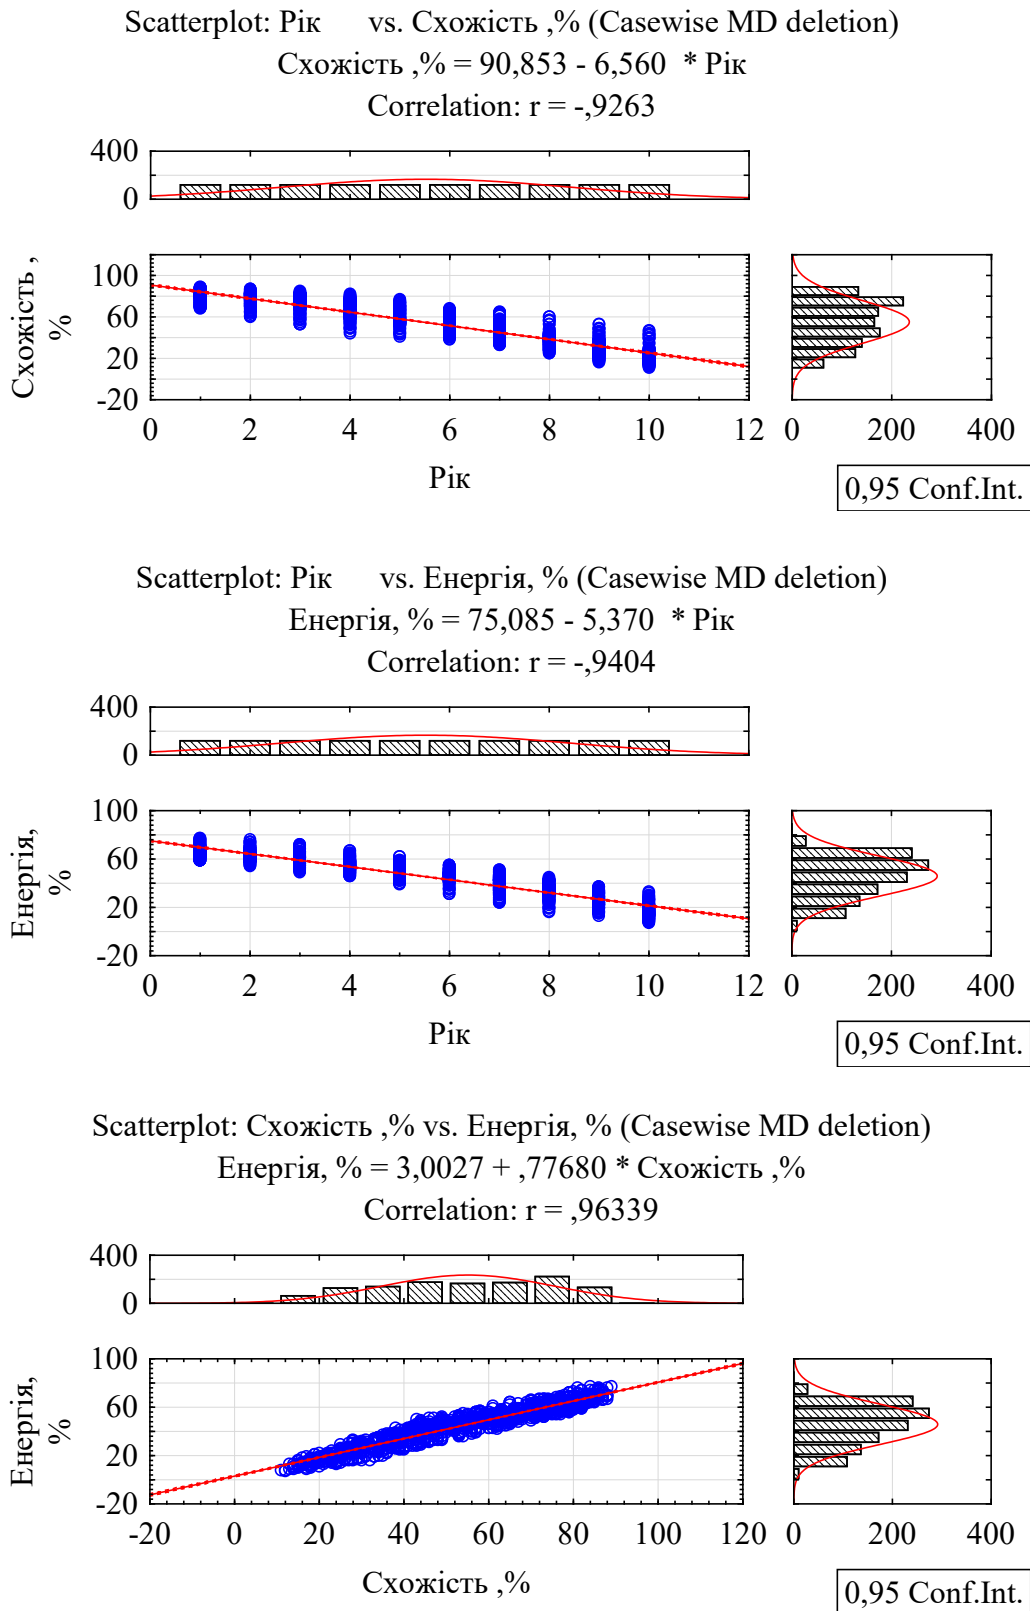 Scatterplot: Рік vs. Схожість ,% (Casewise MD deletion)
Схожість ,% = 90,853 - 6,560 * Рік
Correlation: r = -,9263
400
0
Схожість ,
%
100
60
20
-20
0 2 4 6 8 10 12
0 200 400
Рік
0,95 Conf.Int.
Scatterplot: Рік vs. Енергія, % (Casewise MD deletion)
Енергія, % = 75,085 - 5,370 * Рік
Correlation: r = -,9404
400
0
Енергія,
%
100
60
20
-20
0 2 4 6 8 10 12
0 200 400
Рік
0,95 Conf.Int.
Scatterplot: Схожість ,% vs. Енергія, % (Casewise MD deletion)
Енергія, % = 3,0027 + ,77680 * Схожість ,%
Correlation: r = ,96339
400
0
Енергія,
%
100
60
20
-20
-20 0 20 40 60 80 100 120
0 200 400
Схожість ,%
0,95 Conf.Int.